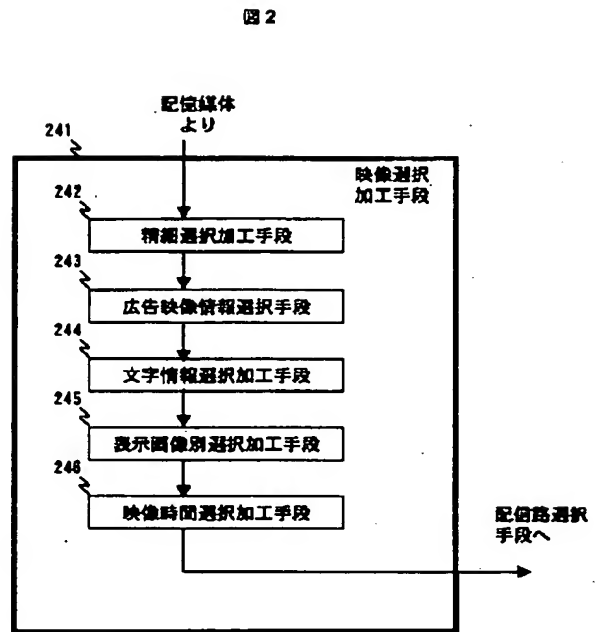 図2
記憶媒体
より
241
映像選択
加工手段
242
精細選択加工手段
243
広告映像情報選択手段
244
文字情報選択加工手段
245
表示画像別選択加工手段
246
映像時間選択加工手段
配信路選択
手段へ